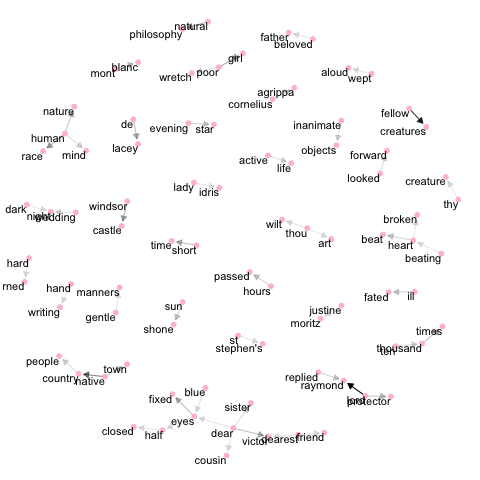 natural
philosophy
father
beloved
girl
blanc
mont
poor
wretch
aloud
wept
agrippa
cornelius
nature
fellow
creatures
de
evening
star
inanimate
human
race
mind
lacey
objects
forward
active
life
looked
creature
thy
lady
idris
dark
wedding
windsor
castle
wilt
thou
art
broken
beat
heart
beating
time
short
hard
rned
hand
writing
manners
gentle
passed
hours
fated
ill
sun
shone
justine
moritz
st
stephen's
times
thousand
ten
people
country
native
town
replied
raymond
lord
protector
fixed
blue
eyes
sister
closed
half
dear
victor
dearest
friend
cousin